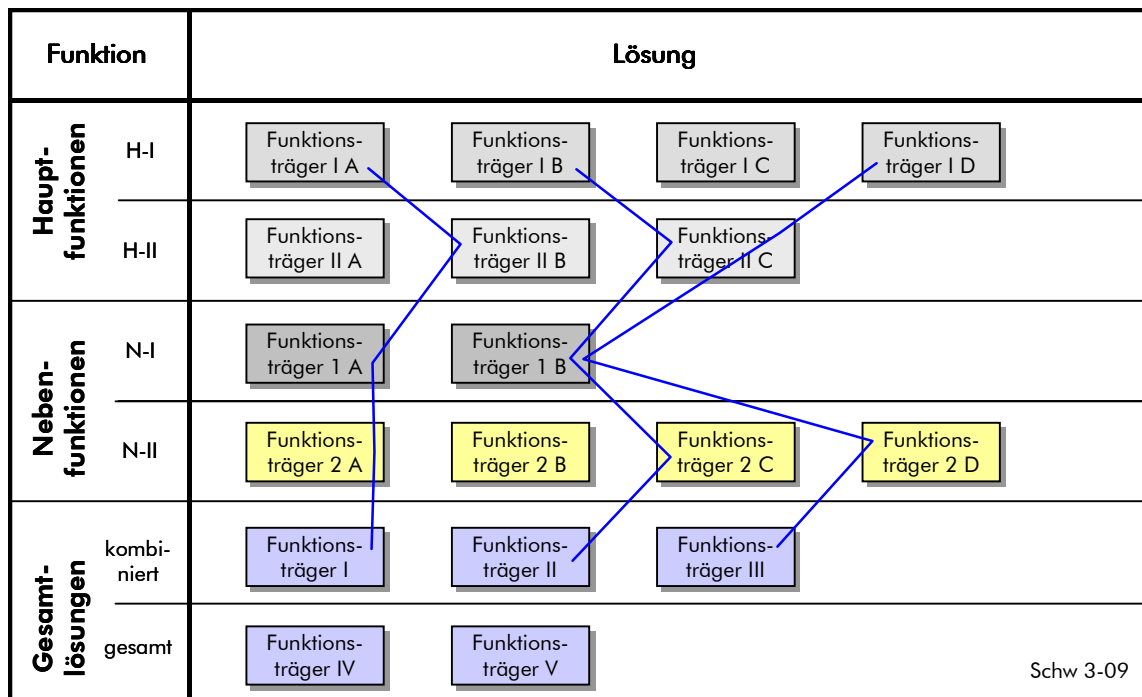 Funktion
Lösung
Haupt-
funktionen
H-I
Funktions-
träger I A
Funktions-
träger I B
Funktions-
träger I C
Funktions-
träger I D
H-II
Funktions-
träger II A
Funktions-
träger II B
Funktions-
träger II C
Neben-
funktionen
N-I
Funktions-
träger 1 A
Funktions-
träger 1 B
N-II
Funktions-
träger 2 A
Funktions-
träger 2 B
Funktions-
träger 2 C
Funktions-
träger 2 D
Gesamt-
lösungen
kombi-
niert
Funktions-
träger I
Funktions-
träger II
Funktions-
träger III
gesamt
Funktions-
träger IV
Funktions-
träger V
Schw 3-09